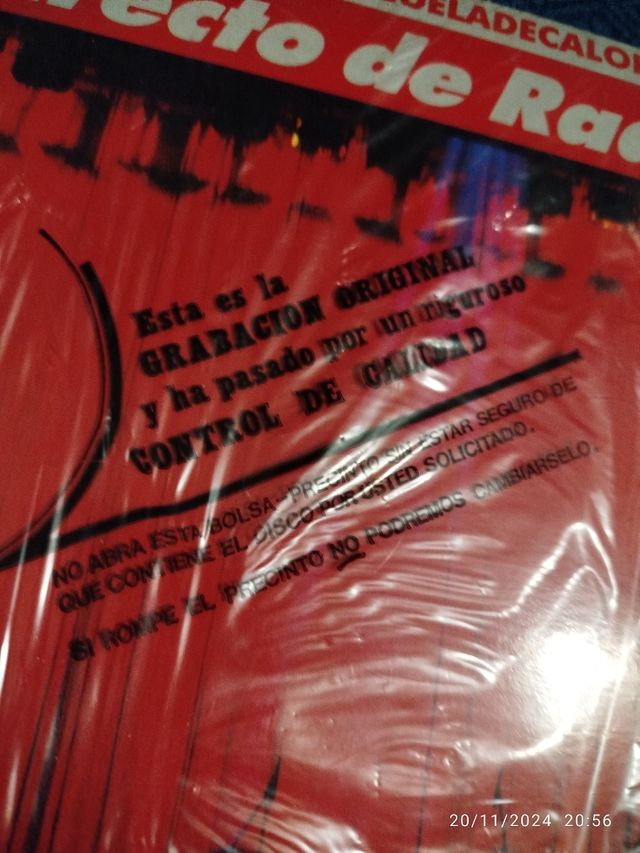 UELADECALOR
recto de Rad
Esta es la
GRABACION ORIGINAL
y ha pasado por un riguroso
CONTROL DE CALIDAD
NO ABRA ESTA BOLSA-PRECINTO SIN ESTAR SEGURO DE
QUE CONTIENE EL DISCO POR USTED SOLICITADO.
SI ROMPE EL PRECINTO NO PODREMOS CAMBIARSELO.
20/11/2024 20:56